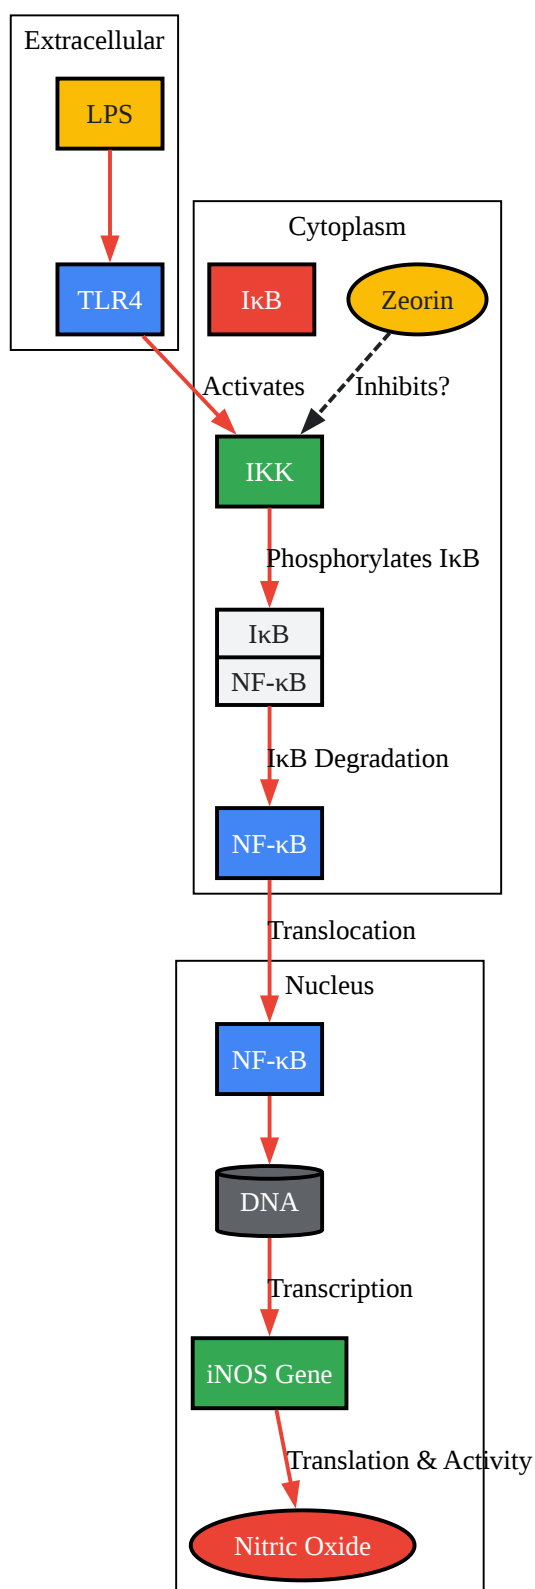 Extracellular
LPS
TLR4
Cytoplasm
IκB
Zeorin
Activates
Inhibits?
IKK
Phosphorylates IκB
IκB
NF-κB
IκB Degradation
NF-κB
Translocation
Nucleus
NF-κB
DNA
Transcription
iNOS Gene
Translation & Activity
Nitric Oxide